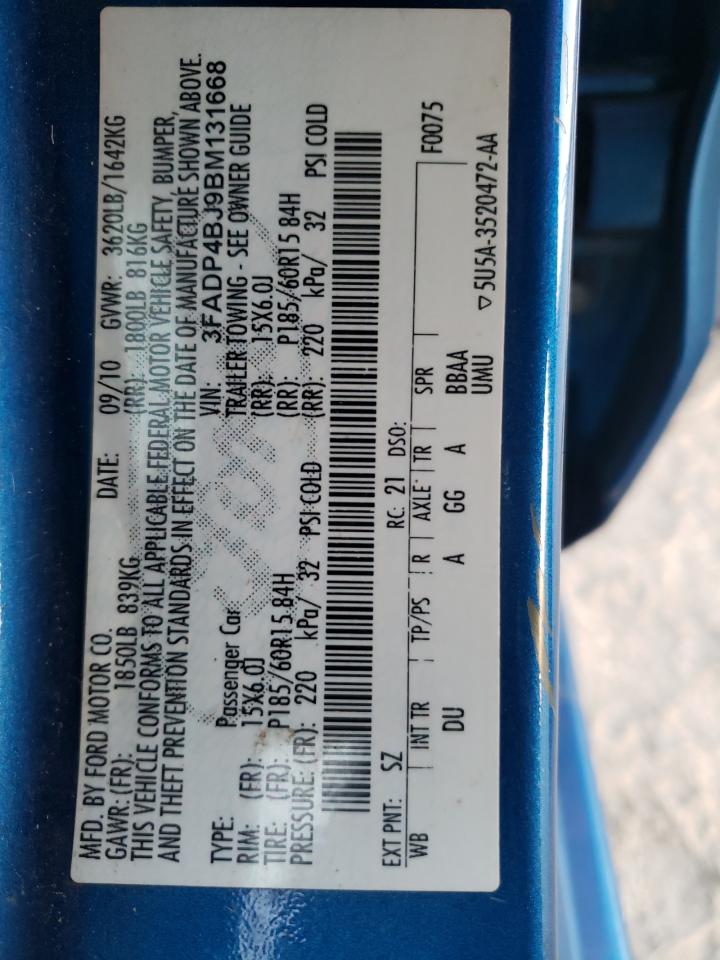 MFD. BY FORD MOTOR CO. DATE: 09/10 GVWR: 3620LB/1642KG
GAWR: (FR): 1850LB 839KG (RR): 1800LB 816KG
THIS VEHICLE CONFORMS TO ALL APPLICABLE FEDERAL MOTOR VEHICLE SAFETY, BUMPER,
AND THEFT PREVENTION STANDARDS IN EFFECT ON THE DATE OF MANUFACTURE SHOWN ABOVE.
VIN: 3FADP4BJ9BM131668
TYPE: Passenger Car TRAILER TOWING - SEE OWNER GUIDE
RIM: (FR): 15X6.0J (RR): 15X6.0J
TIRE: (FR): P185/60R15 84H (RR): P185/60R15 84H
PRESSURE: (FR): 220 kPa/ 32 PSI COLD (RR): 220 kPa/ 32 PSI COLD
EXT PNT: SZ RC: 21 DSO: F0075
WB INT TR TP/PS R AXLE TR SPR
DU A GG A BBAA
UMU
▽5U5A-3520472-AA